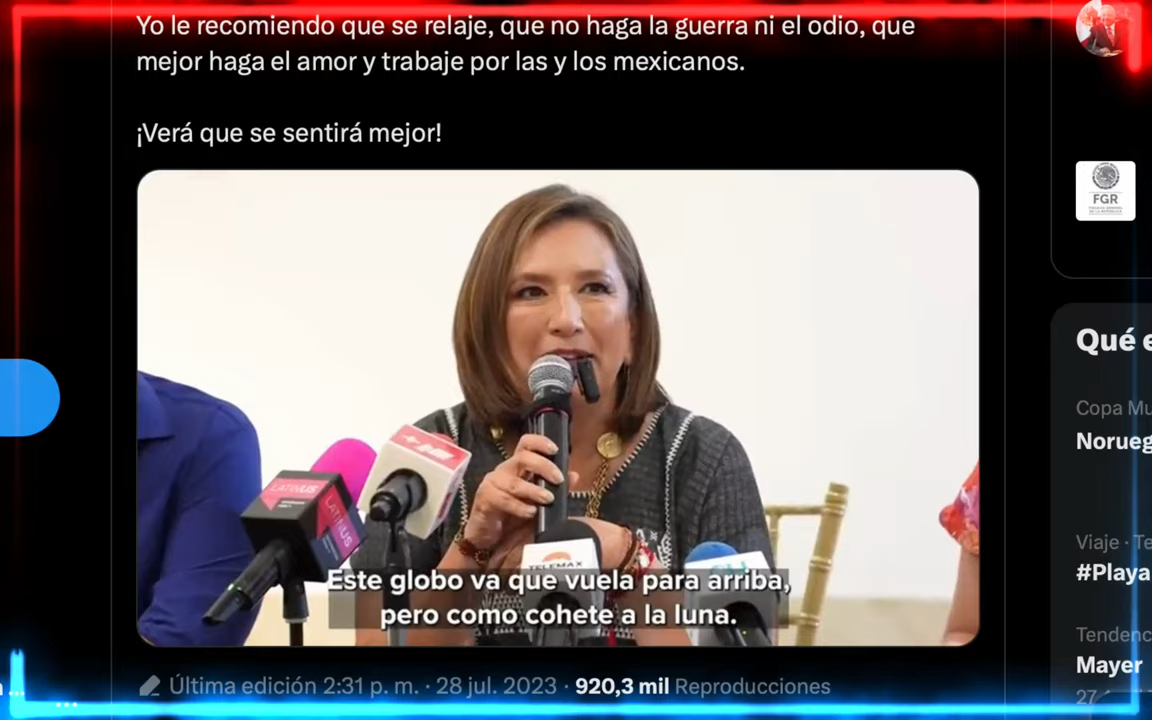 Yo le recomiendo que se relaje, que no haga la guerra ni el odio, que
mejor haga el amor y trabaje por las y los mexicanos.
¡Verá que se sentirá mejor!
FGR
LATINUS
LATINUS
TELEMAX
Este globo va que vuela para arriba,
pero como cohete a la luna.
Última edición 2:31 p. m. · 28 jul. 2023 · 920,3 mil Reproducciones
Qué e
Copa Mu
Norueg
Viaje · Te
#Playa
Tendenc
Mayer
27